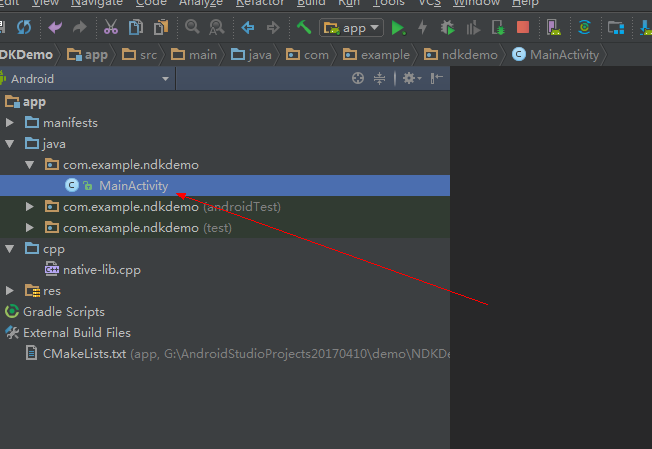 Edit View Navigate Code Analyze Refactor Build Run Tools VCS Window Help
app
NDKDemo app src main java com example ndkdemo MainActivity
Android
app
manifests
java
com.example.ndkdemo
C MainActivity
com.example.ndkdemo (androidTest)
com.example.ndkdemo (test)
cpp
native-lib.cpp
res
Gradle Scripts
External Build Files
CMakeLists.txt (app, G:\AndroidStudioProjects20170410\demo\NDKDe